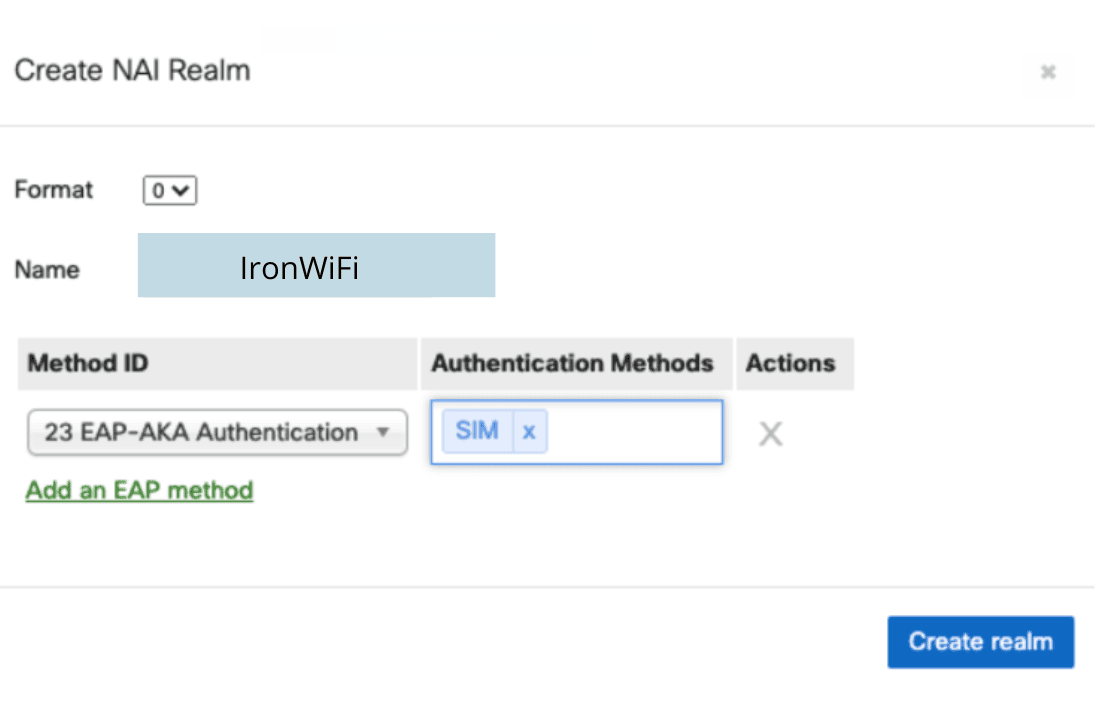 Create NAI Realm
Format 0
Name IronWiFi
Method ID Authentication Methods Actions
23 EAP-AKA Authentication SIM x X
Add an EAP method
Create realm